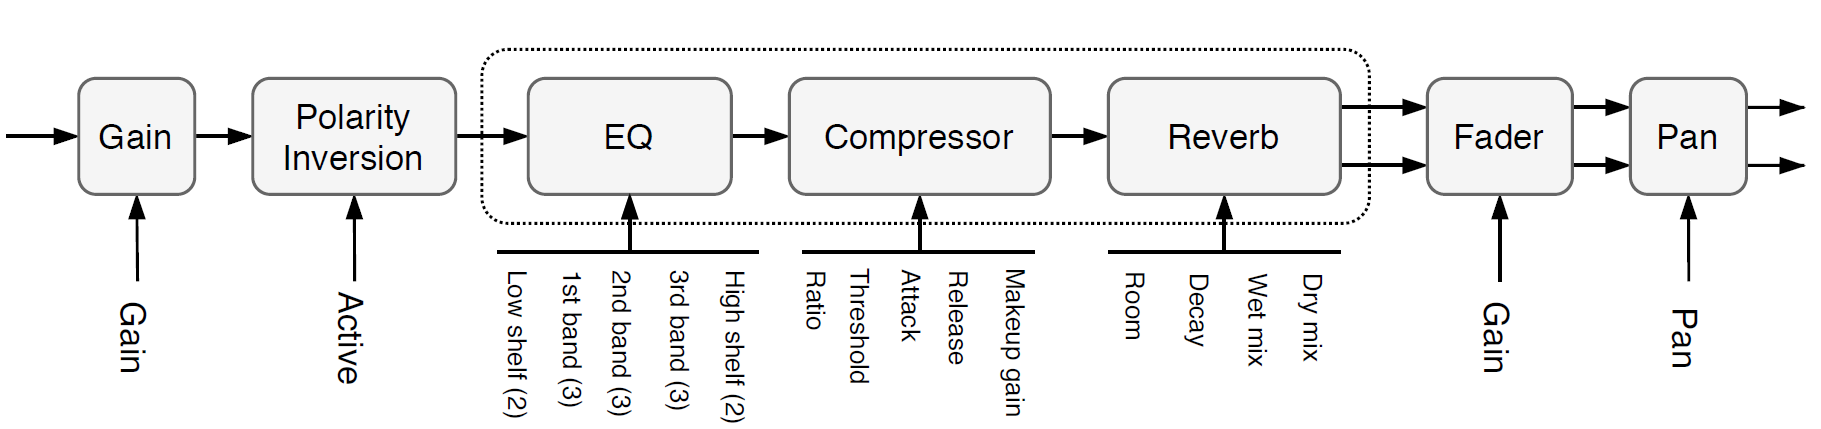 Gain
Polarity
Inversion
EQ
Compressor
Reverb
Fader
Pan
Gain
Active
Low shelf (2)
1st band (3)
2nd band (3)
3rd band (3)
High shelf (2)
Ratio
Threshold
Attack
Release
Makeup gain
Room
Decay
Wet mix
Dry mix
Gain
Pan